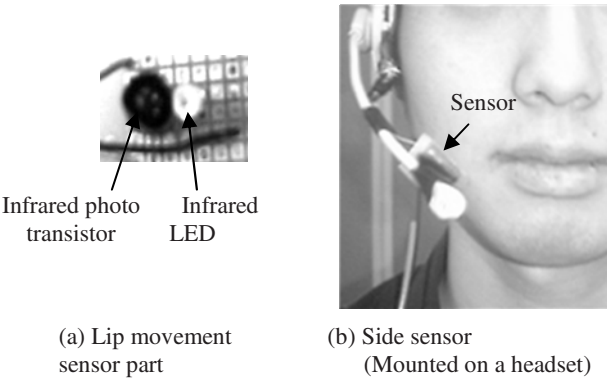 Sensor
Infrared photo
transistor
Infrared
LED
(a) Lip movement
sensor part
(b) Side sensor
(Mounted on a headset)